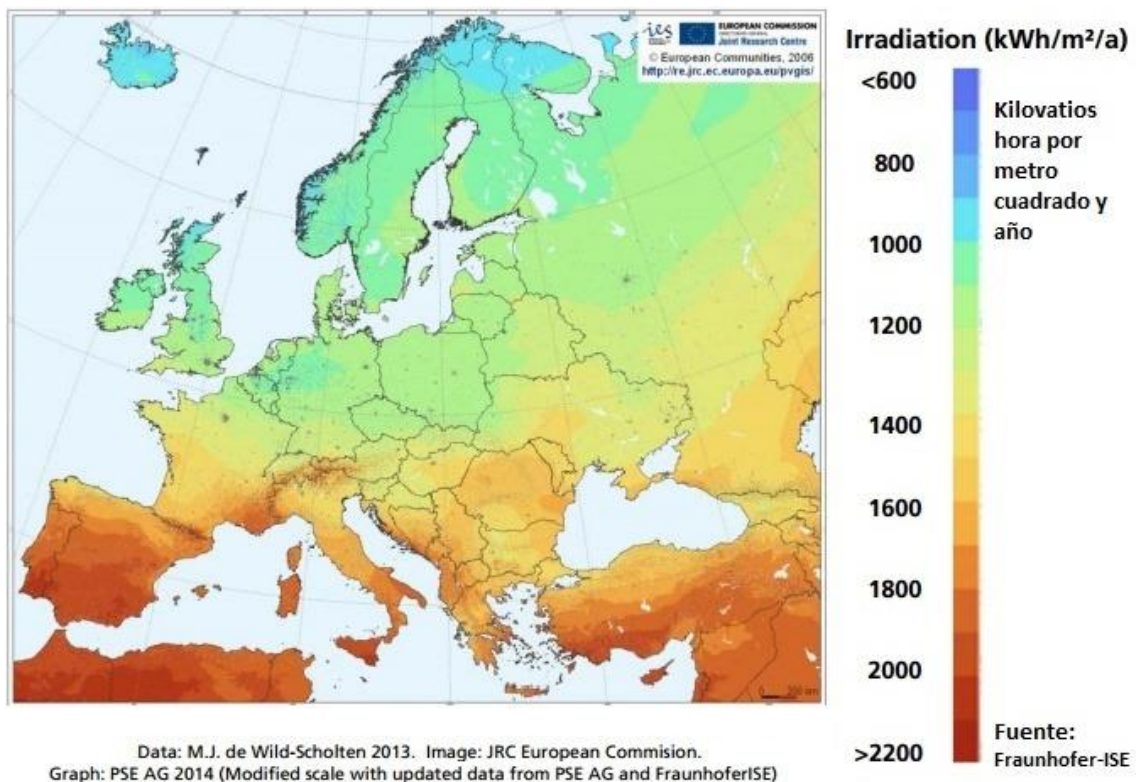 ies
EUROPEAN COMMISSION
Joint Research Centre
© European Communities, 2006
http://re.jrc.ec.europa.eu/pvgis/
Irradiation (kWh/m²/a)
<600
800
1000
1200
1400
1600
1800
2000
>2200
Kilovatios
hora por
metro
cuadrado y
año
Fuente:
Fraunhofer-ISE
Data: M.J. de Wild-Scholten 2013. Image: JRC European Commision.
Graph: PSE AG 2014 (Modified scale with updated data from PSE AG and FraunhoferISE)